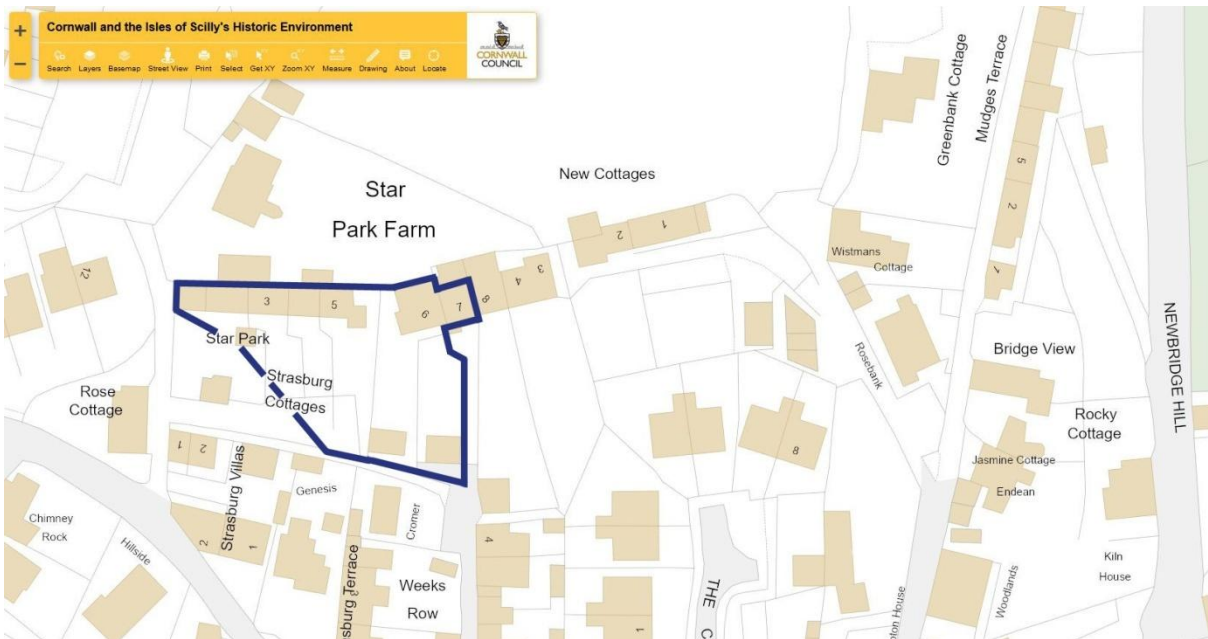 +
−
Cornwall and the Isles of Scilly's Historic Environment
Search Layers Basemap Street View Print Select Get XY Zoom XY Measure Drawing About Locate
CORNWALL
COUNCIL
Greenbank Cottage
Mudges Terrace
New Cottages
Star
Park Farm
5
2
1
2
1
3
4
8
Wistmans
Cottage
12
3
5
6
7
Star Park
Strasburg
Cottages
Rose
Cottage
Rosebank
Bridge View
NEWBRIDGE HILL
Rocky
Cottage
8
Jasmine Cottage
Endean
1
2
Strasburg Villas
Genesis
Cromer
Chimney
Rock
Hillside
2
1
4
Kiln
House
Woodlands
Weeks
Row
THE
1
House